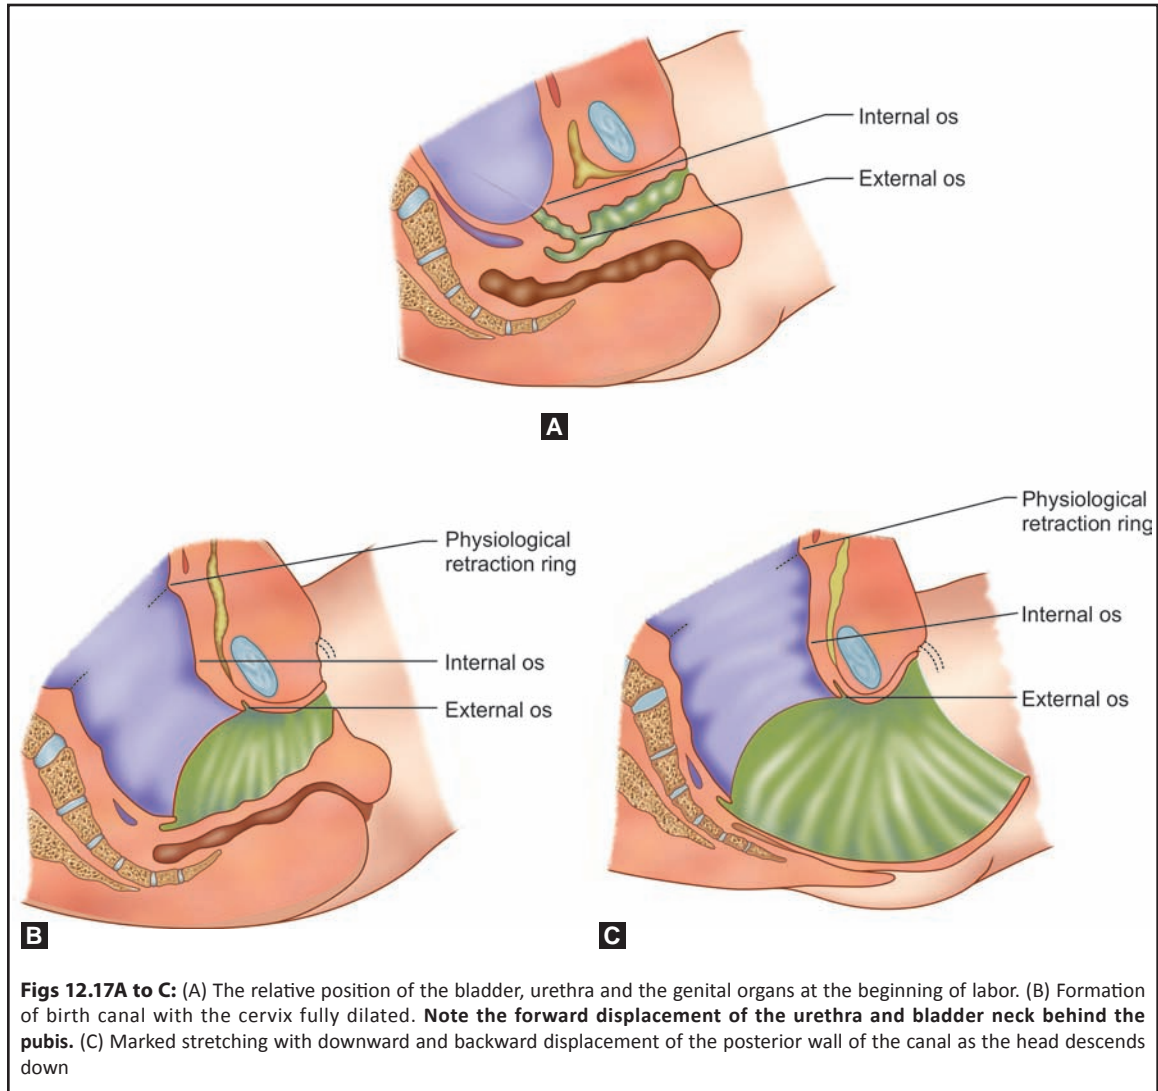 Internal os
External os
A
Physiological
retraction ring
Internal os
External os
B
Physiological
retraction ring
Internal os
External os
C
Figs 12.17A to C: (A) The relative position of the bladder, urethra and the genital organs at the beginning of labor. (B) Formation
of birth canal with the cervix fully dilated. Note the forward displacement of the urethra and bladder neck behind the
pubis. (C) Marked stretching with downward and backward displacement of the posterior wall of the canal as the head descends
down